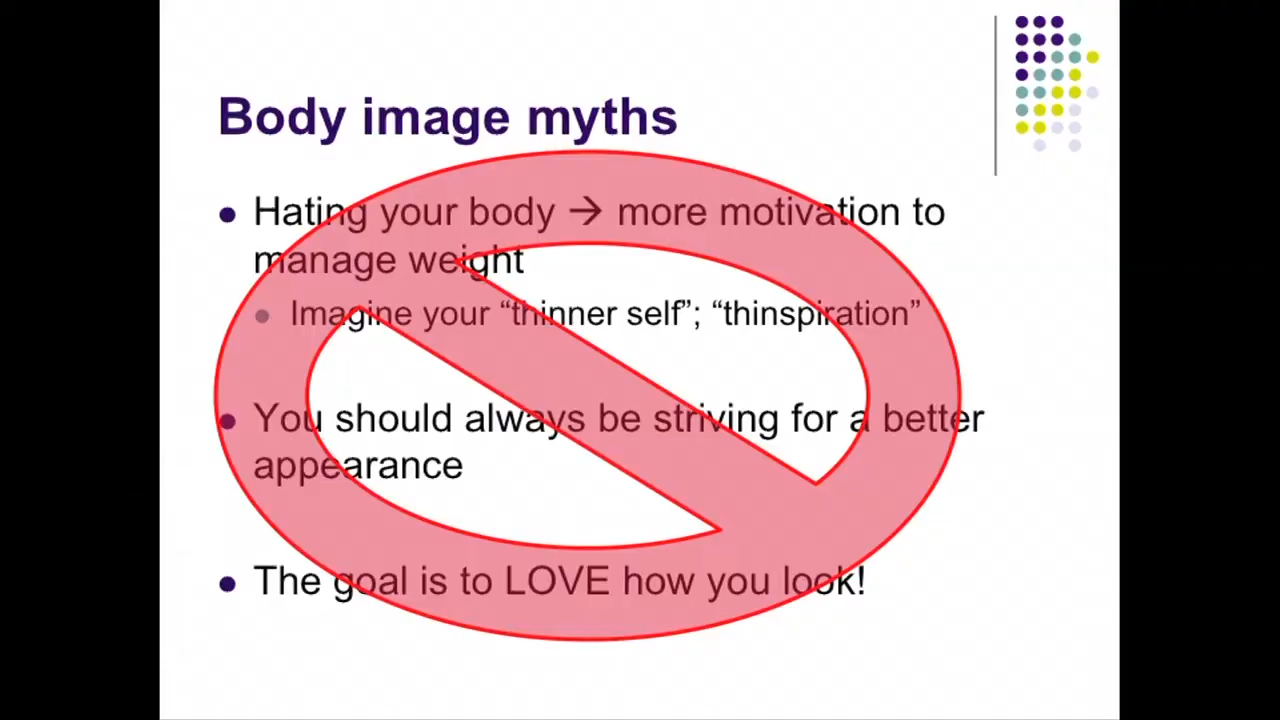 Body image myths
Hating your body → more motivation to
manage weight
Imagine your “thinner self”; “thinspiration”
You should always be striving for a better
appearance
The goal is to LOVE how you look!